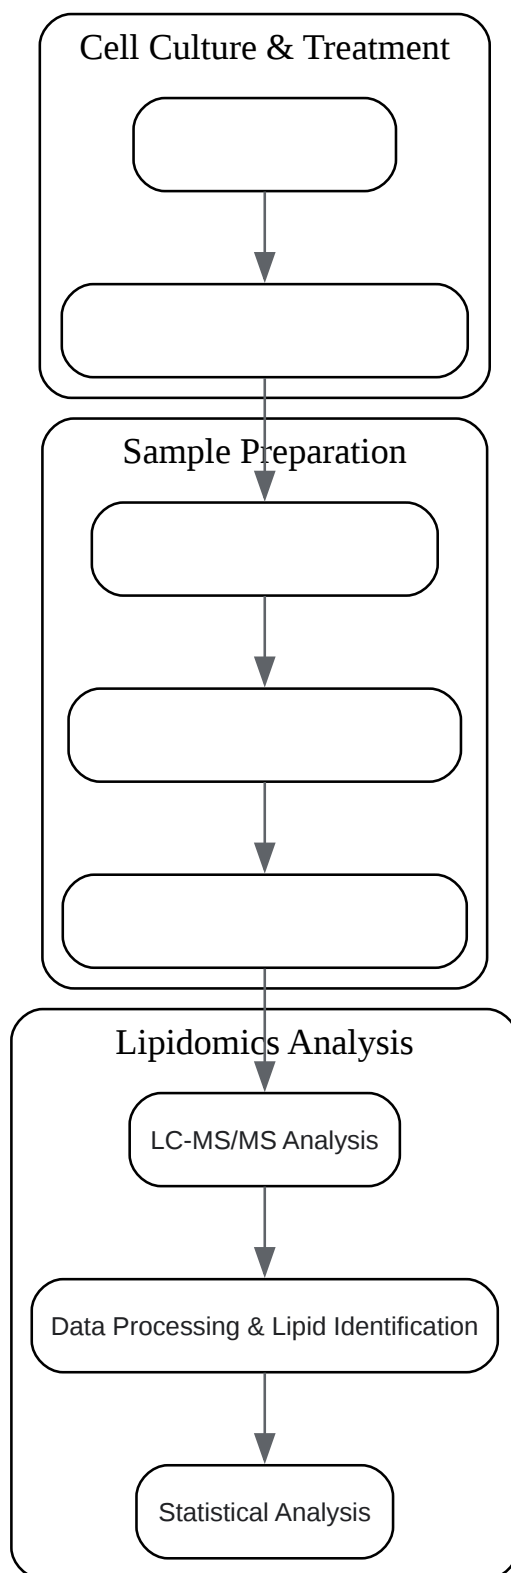 Cell Culture & Treatment
Sample Preparation
Lipidomics Analysis
LC-MS/MS Analysis
Data Processing & Lipid Identification
Statistical Analysis